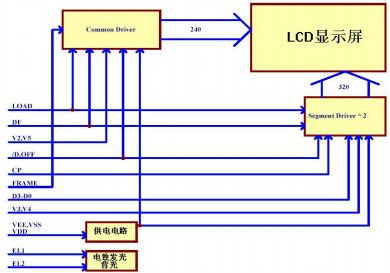 Common Driver
240
LCD显示屏
320
Segment Driver * 2
LOAD
DF
V2,V5
/D.OFF
CP
FRAME
D3-D0
V3,V4
VEE,VSS
VDD
供电电路
EL1
EL2
电致发光
背光